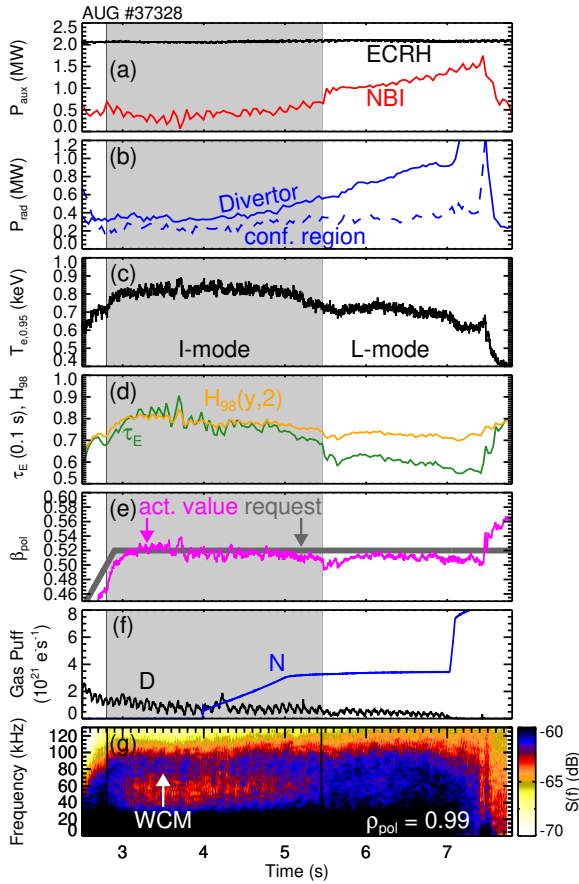 AUG #37328
P_aux (MW)
2.5
2.0
1.5
1.0
0.5
0.0
(a)
ECRH
NBI
P_rad (MW)
1.2
1.0
0.8
0.6
0.4
0.2
0.0
(b)
Divertor
conf. region
T_e,0.95 (keV)
1.0
0.9
0.8
0.7
0.6
0.5
0.4
(c)
I-mode
L-mode
τ_E (0.1 s), H_98
1.0
0.9
0.8
0.7
0.6
0.5
(d)
H_98(y,2)
τ_E
β_pol
0.60
0.58
0.56
0.54
0.52
0.50
0.48
0.46
(e)
act. value
request
Gas Puff
(10^21 e s^-1)
8
6
4
2
0
(f)
D
N
Frequency (kHz)
120
100
80
60
40
20
(g)
WCM
ρ_pol = 0.99
-60
-65
-70
S(f) (dB)
3
4
5
6
7
Time (s)